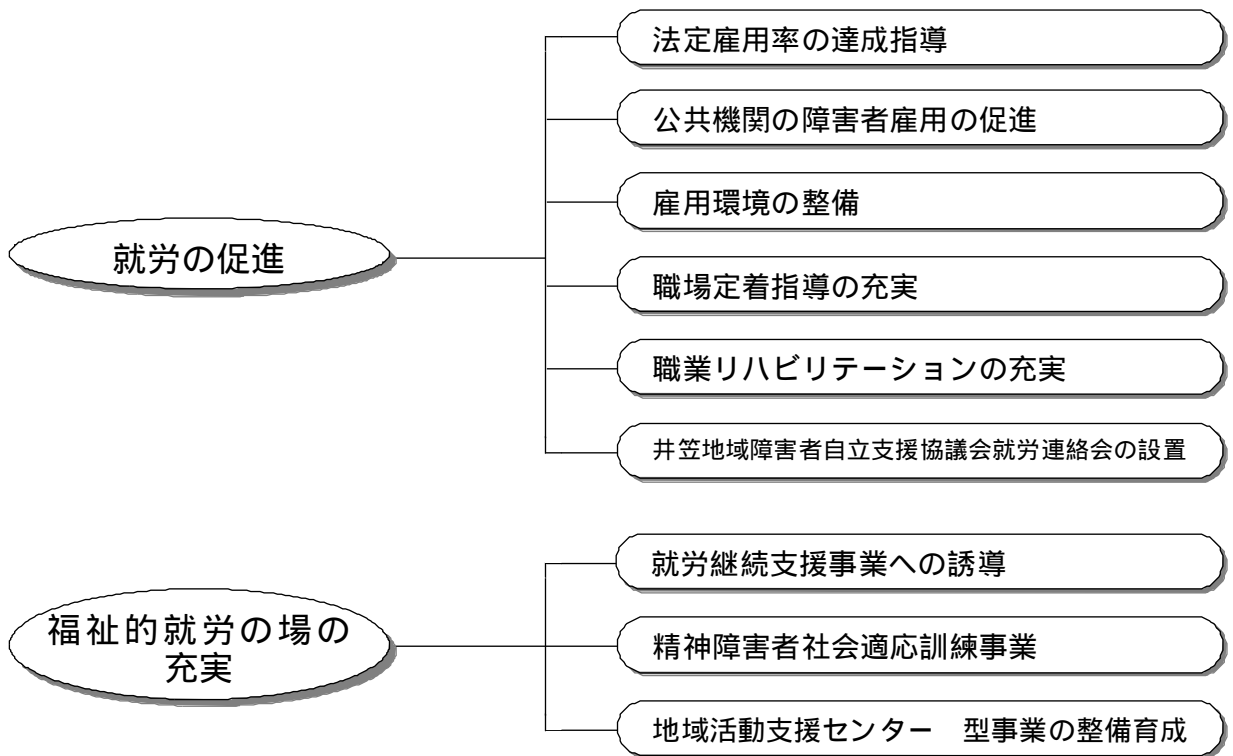 就労の促進
法定雇用率の達成指導
公共機関の障害者雇用の促進
雇用環境の整備
職場定着指導の充実
職業リハビリテーションの充実
井笠地域障害者自立支援協議会就労連絡会の設置
福祉的就労の場の
充実
就労継続支援事業への誘導
精神障害者社会適応訓練事業
地域活動支援センター　型事業の整備育成